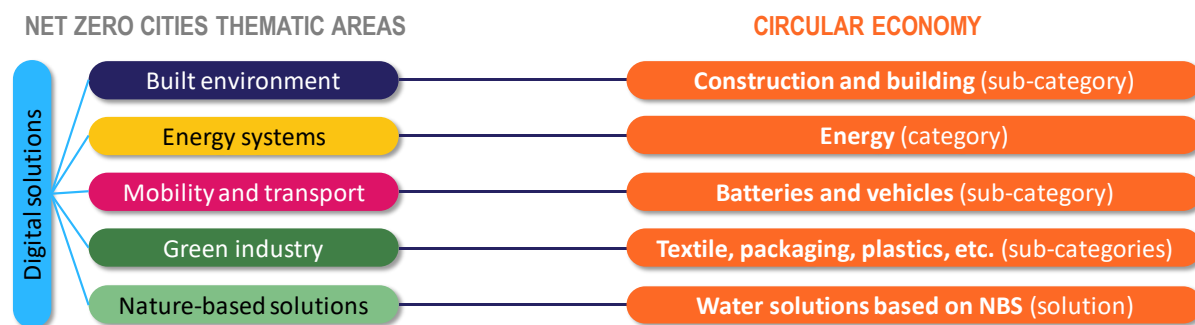 NET ZERO CITIES THEMATIC AREAS
CIRCULAR ECONOMY
Digital solutions
Built environment
Construction and building (sub-category)
Energy systems
Energy (category)
Mobility and transport
Batteries and vehicles (sub-category)
Green industry
Textile, packaging, plastics, etc. (sub-categories)
Nature-based solutions
Water solutions based on NBS (solution)